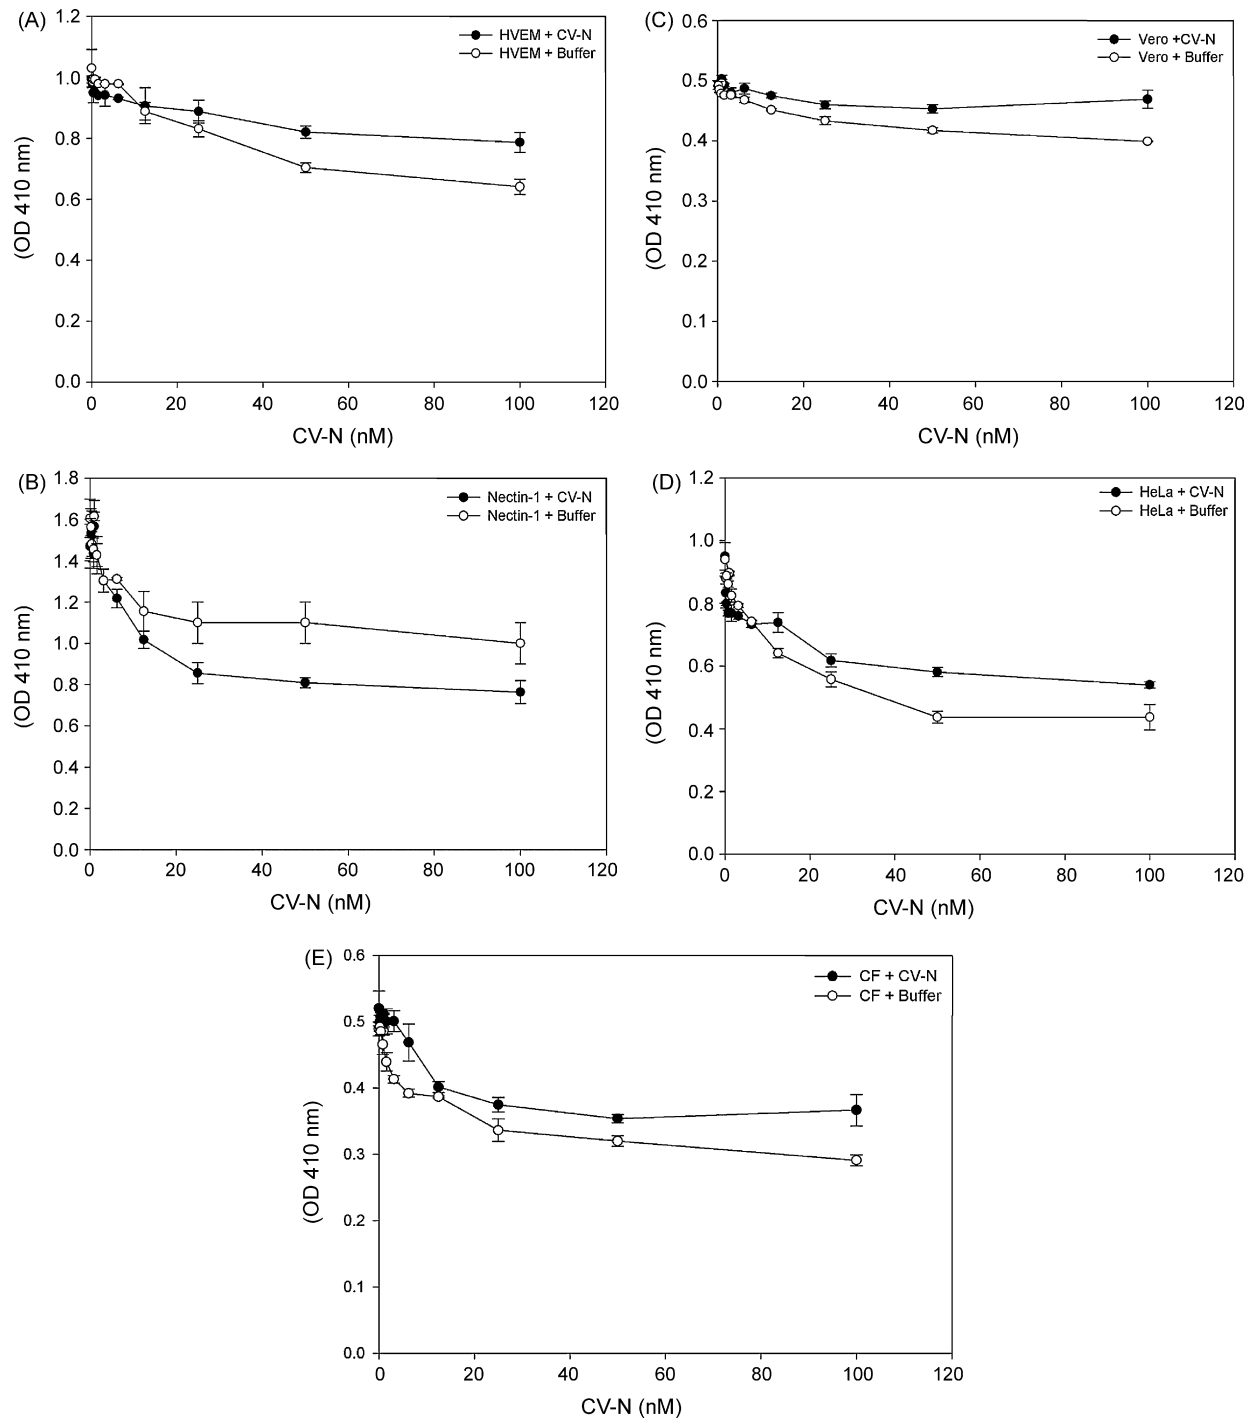 (A)
1.2
1.0
0.8
0.6
0.4
0.2
0.0
(OD 410 nm)
HVEM + CV-N
HVEM + Buffer
0 20 40 60 80 100 120
CV-N (nM)
(C)
0.6
0.5
0.4
0.3
0.2
0.1
0.0
(OD 410 nm)
Vero +CV-N
Vero + Buffer
0 20 40 60 80 100 120
CV-N (nM)
(B)
1.8
1.6
1.4
1.2
1.0
0.8
0.6
0.4
0.2
0.0
(OD 410 nm)
Nectin-1 + CV-N
Nectin-1 + Buffer
0 20 40 60 80 100 120
CV-N (nM)
(D)
1.2
1.0
0.8
0.6
0.4
0.2
0.0
(OD 410 nm)
HeLa + CV-N
HeLa + Buffer
0 20 40 60 80 100 120
CV-N (nM)
(E)
0.6
0.5
0.4
0.3
0.2
0.1
0.0
(OD 410 nm)
CF + CV-N
CF + Buffer
0 20 40 60 80 100 120
CV-N (nM)